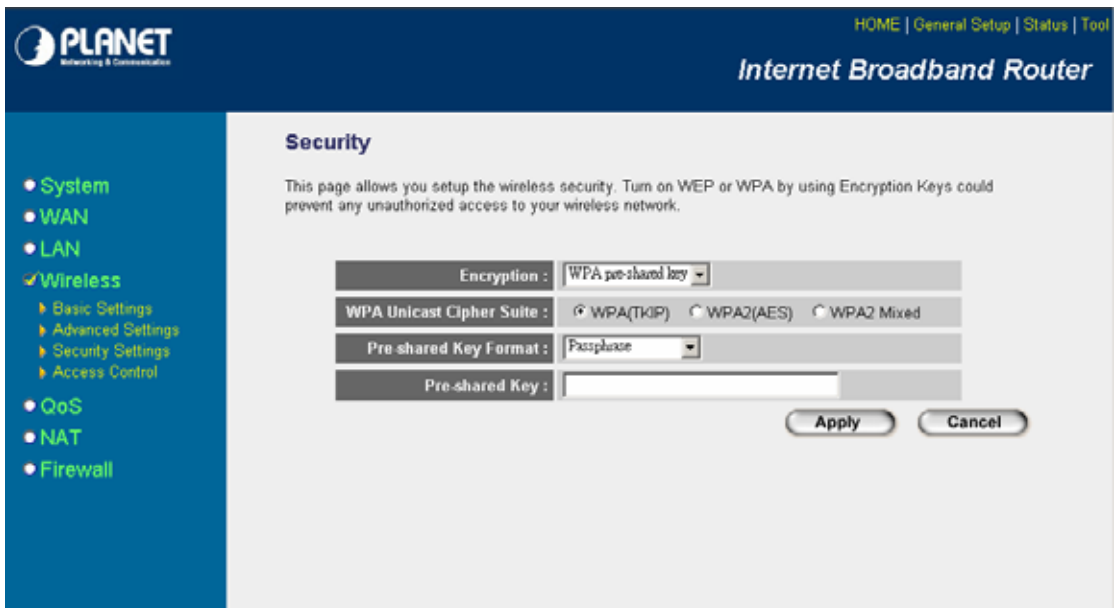 PLANET
Networking & Communication
HOME | General Setup | Status | Tool
Internet Broadband Router
System
WAN
LAN
Wireless
Basic Settings
Advanced Settings
Security Settings
Access Control
QoS
NAT
Firewall
Security
This page allows you setup the wireless security. Turn on WEP or WPA by using Encryption Keys could
prevent any unauthorized access to your wireless network.
Encryption : WPA pre-shared key
WPA Unicast Cipher Suite : WPA(TKIP) WPA2(AES) WPA2 Mixed
Pre-shared Key Format : Passphrase
Pre-shared Key :
Apply Cancel